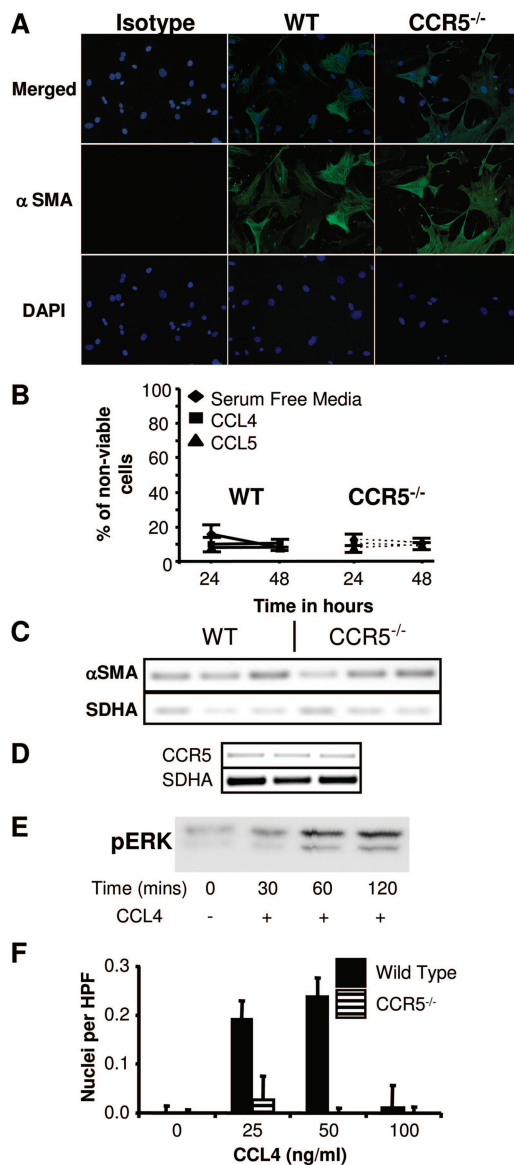 A
Isotype WT CCR5-/-
Merged
α SMA
DAPI
B
% of non-viable cells
100
80
60
40
20
0
Serum Free Media
CCL4
CCL5
WT CCR5-/-
24 48 24 48
Time in hours
C
WT CCR5-/-
αSMA
SDHA
D
CCR5
SDHA
E
pERK
Time (mins) 0 30 60 120
CCL4 - + + +
F
Nuclei per HPF
0.3
0.2
0.1
0.0
Wild Type
CCR5-/-
0 25 50 100
CCL4 (ng/ml)